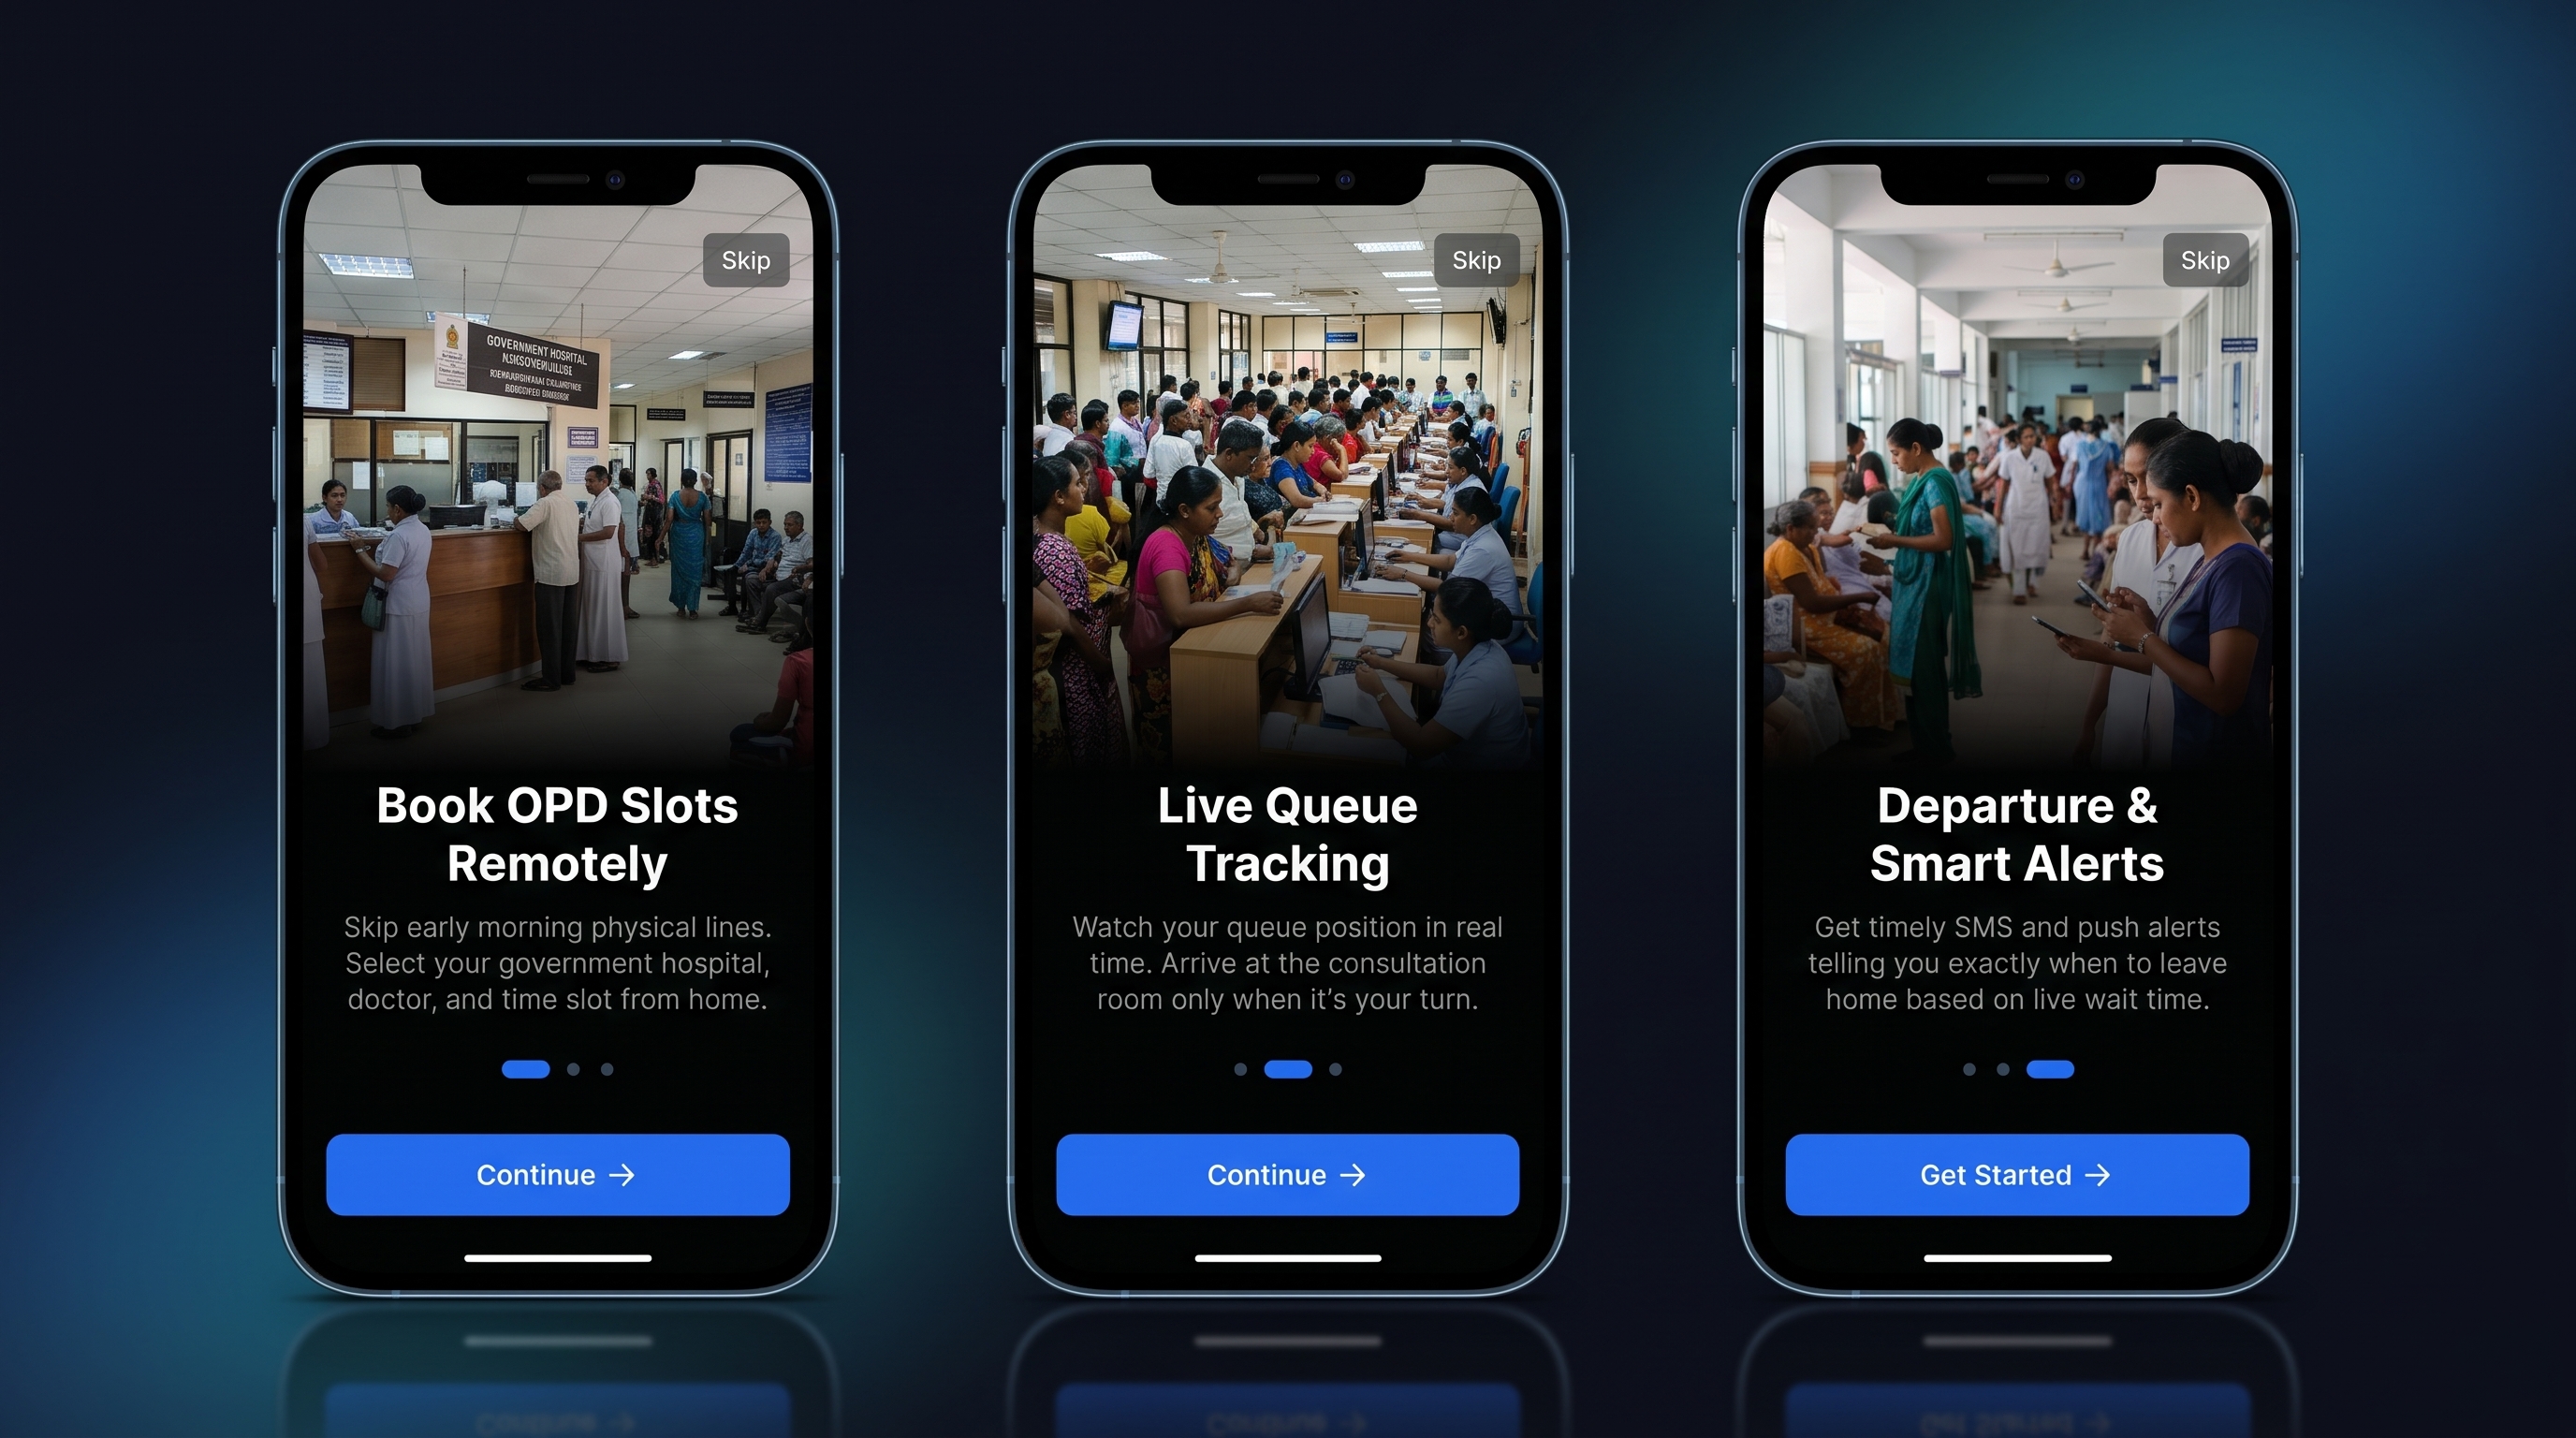 Skip
GOVERNMENT HOSRITAL
Book OPD Slots
Remotely
Skip early morning physical lines.
Select your government hospital,
doctor, and time slot from home.
Continue →
Skip
Live Queue
Tracking
Watch your queue position in real
time. Arrive at the consultation
room only when it’s your turn.
Continue →
Skip
Departure &
Smart Alerts
Get timely SMS and push alerts
telling you exactly when to leave
home based on live wait time.
Get Started →